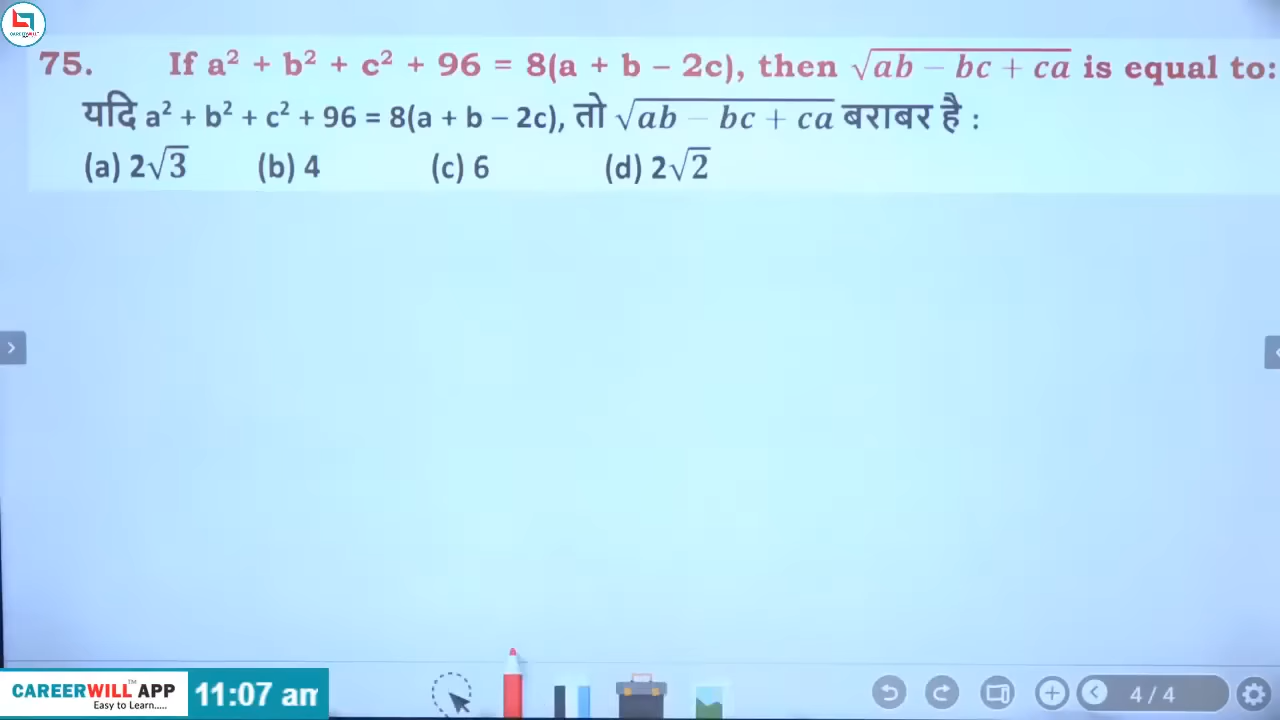 CAREERWILL
75. If a² + b² + c² + 96 = 8(a + b – 2c), then √ab – bc + ca is equal to:
यदि a² + b² + c² + 96 = 8(a + b – 2c), तो √ab – bc + ca बराबर है :
(a) 2√3 (b) 4 (c) 6 (d) 2√2
CAREERWILL™ APP
Easy to Learn.....
11:07 am
4 / 4